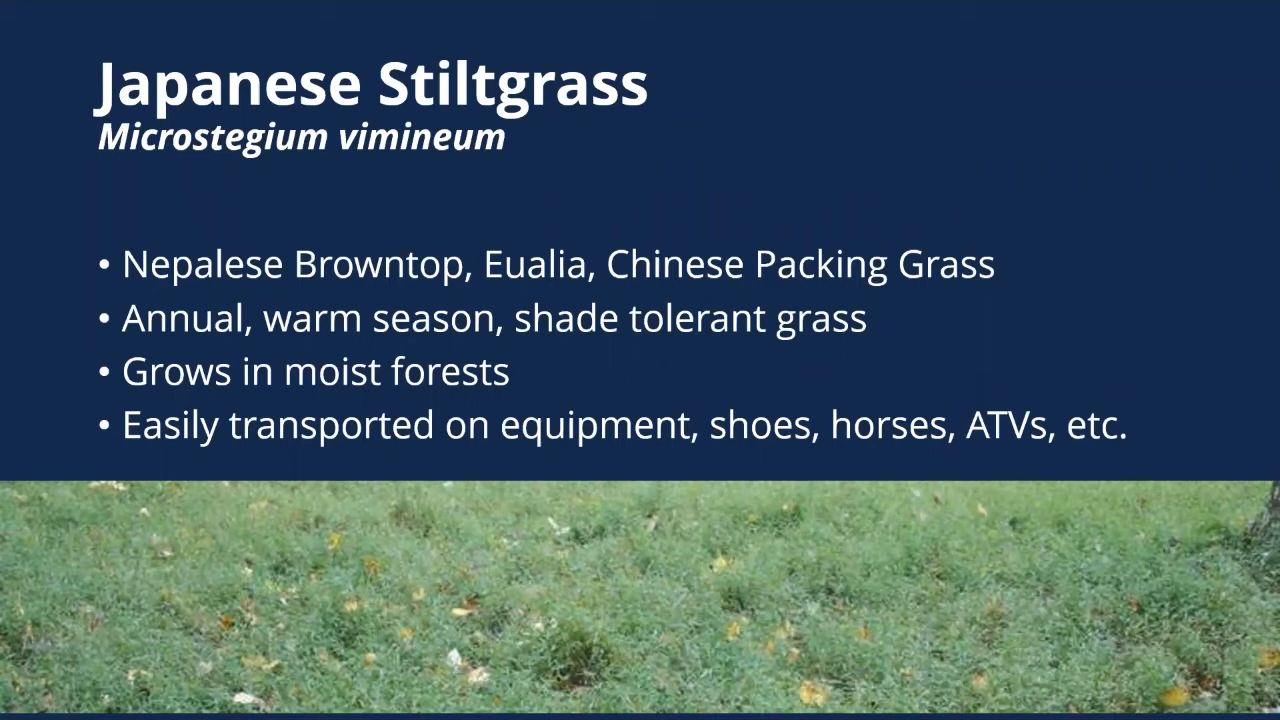 Japanese Stiltgrass
Microstegium vimineum
• Nepalese Browntop, Eualia, Chinese Packing Grass
• Annual, warm season, shade tolerant grass
• Grows in moist forests
• Easily transported on equipment, shoes, horses, ATVs, etc.